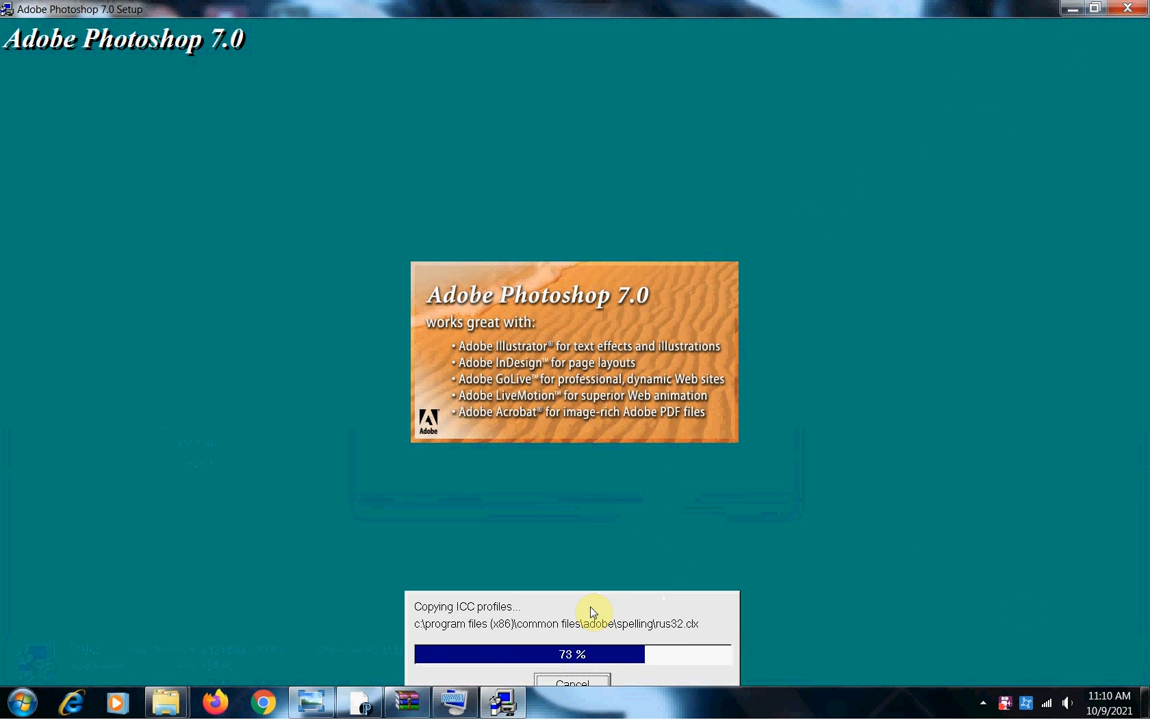 Adobe Photoshop 7.0 Setup
Adobe Photoshop 7.0
Adobe Photoshop 7.0
works great with:
• Adobe Illustrator® for text effects and illustrations
• Adobe InDesign™ for page layouts
• Adobe GoLive™ for professional, dynamic Web sites
• Adobe LiveMotion™ for superior Web animation
• Adobe Acrobat® for image-rich Adobe PDF files
Adobe
Copying ICC profiles...
c:\program files (x86)\common files\adobe\spelling\rus32.clx
73 %
Cancel
11:10 AM
10/9/2021